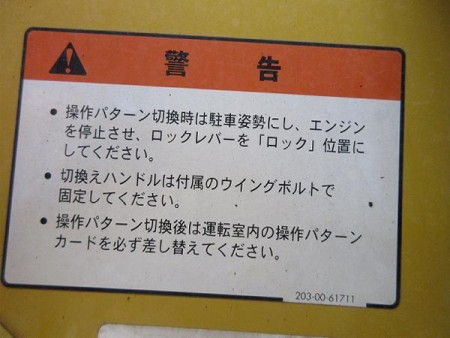 警告
● 操作パターン切換時は駐車姿勢にし、エンジン
を停止させ、ロックレバーを「ロック」位置に
してください。
● 切換えハンドルは付属のウイングボルトで
固定してください。
● 操作パターン切換後は運転室内の操作パターン
カードを必ず差し替えてください。
203-00-61711